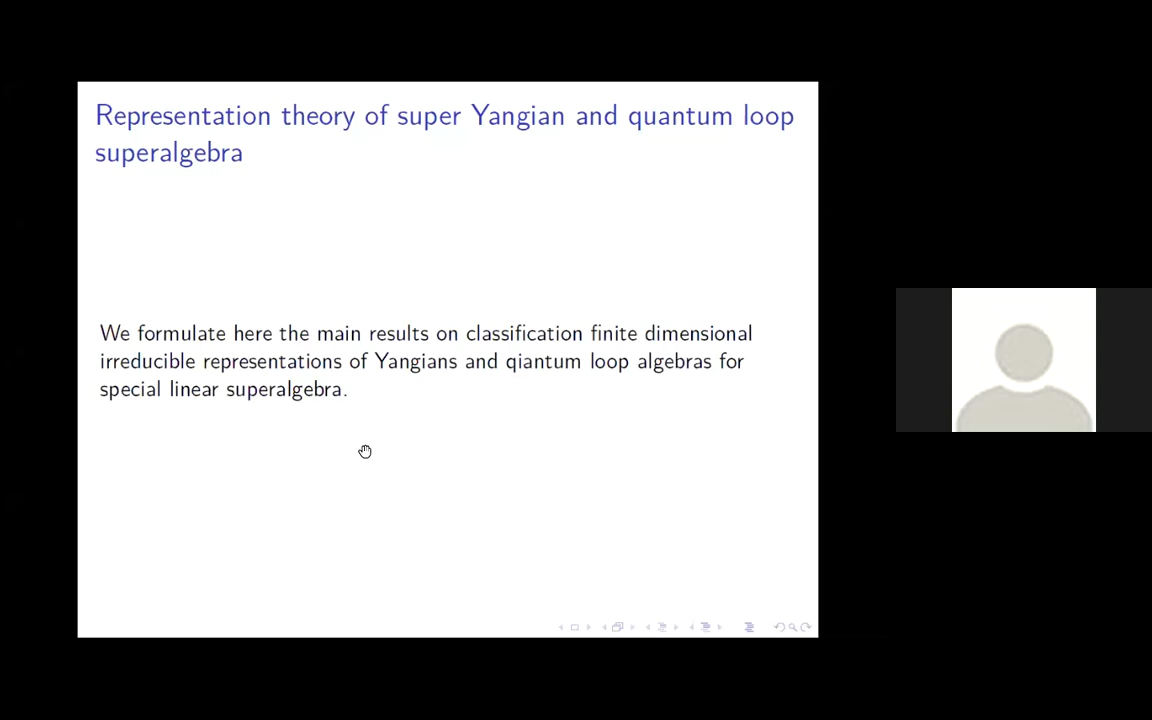 Representation theory of super Yangian and quantum loop
superalgebra
We formulate here the main results on classification finite dimensional
irreducible representations of Yangians and qiantum loop algebras for
special linear superalgebra.